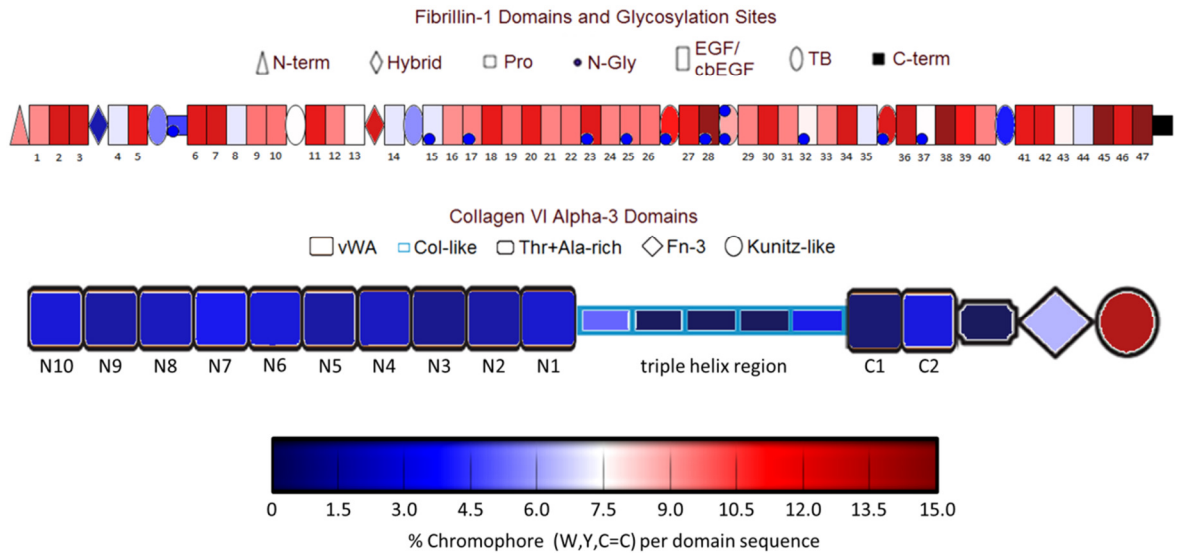 Fibrillin-1 Domains and Glycosylation Sites
N-term Hybrid Pro N-Gly EGF/ cbEGF TB C-term
1 2 3 4 5 6 7 8 9 10 11 12 13 14 15 16 17 18 19 20 21 22 23 24 25 26 27 28 29 30 31 32 33 34 35 36 37 38 39 40 41 42 43 44 45 46 47
Collagen VI Alpha-3 Domains
vWA Col-like Thr+Ala-rich Fn-3 Kunitz-like
N10 N9 N8 N7 N6 N5 N4 N3 N2 N1 triple helix region C1 C2
0 1.5 3.0 4.5 6.0 7.5 9.0 10.5 12.0 13.5 15.0
% Chromophore (W,Y,C=C) per domain sequence